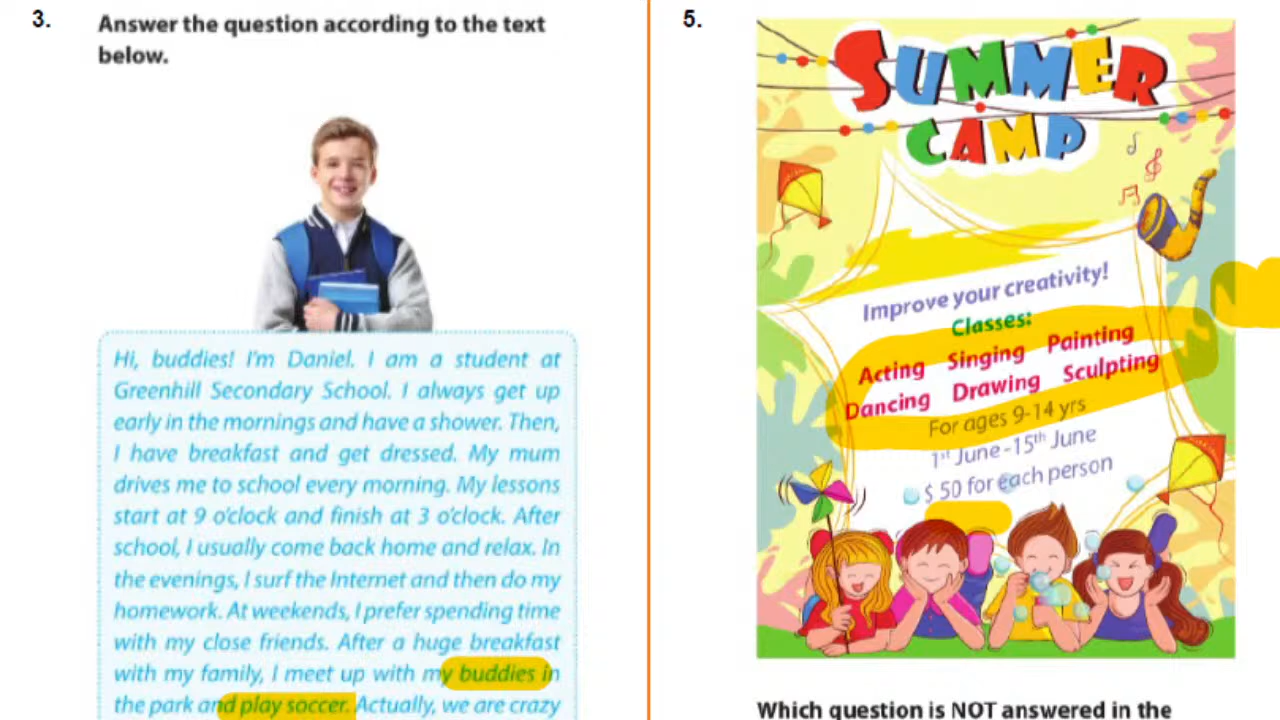 3.
Answer the question according to the text
below.
Hi, buddies! I'm Daniel. I am a student at
Greenhill Secondary School. I always get up
early in the mornings and have a shower. Then,
I have breakfast and get dressed. My mum
drives me to school every morning. My lessons
start at 9 o'clock and finish at 3 o'clock. After
school, I usually come back home and relax. In
the evenings, I surf the Internet and then do my
homework. At weekends, I prefer spending time
with my close friends. After a huge breakfast
with my family, I meet up with my buddies in
the park and play soccer. Actually, we are crazy
5.
SUMMER
CAMP
Improve your creativity!
Classes:
Acting Singing Painting
Dancing Drawing Sculpting
For ages 9-14 yrs
1st June -15th June
$ 50 for each person
Which question is NOT answered in the